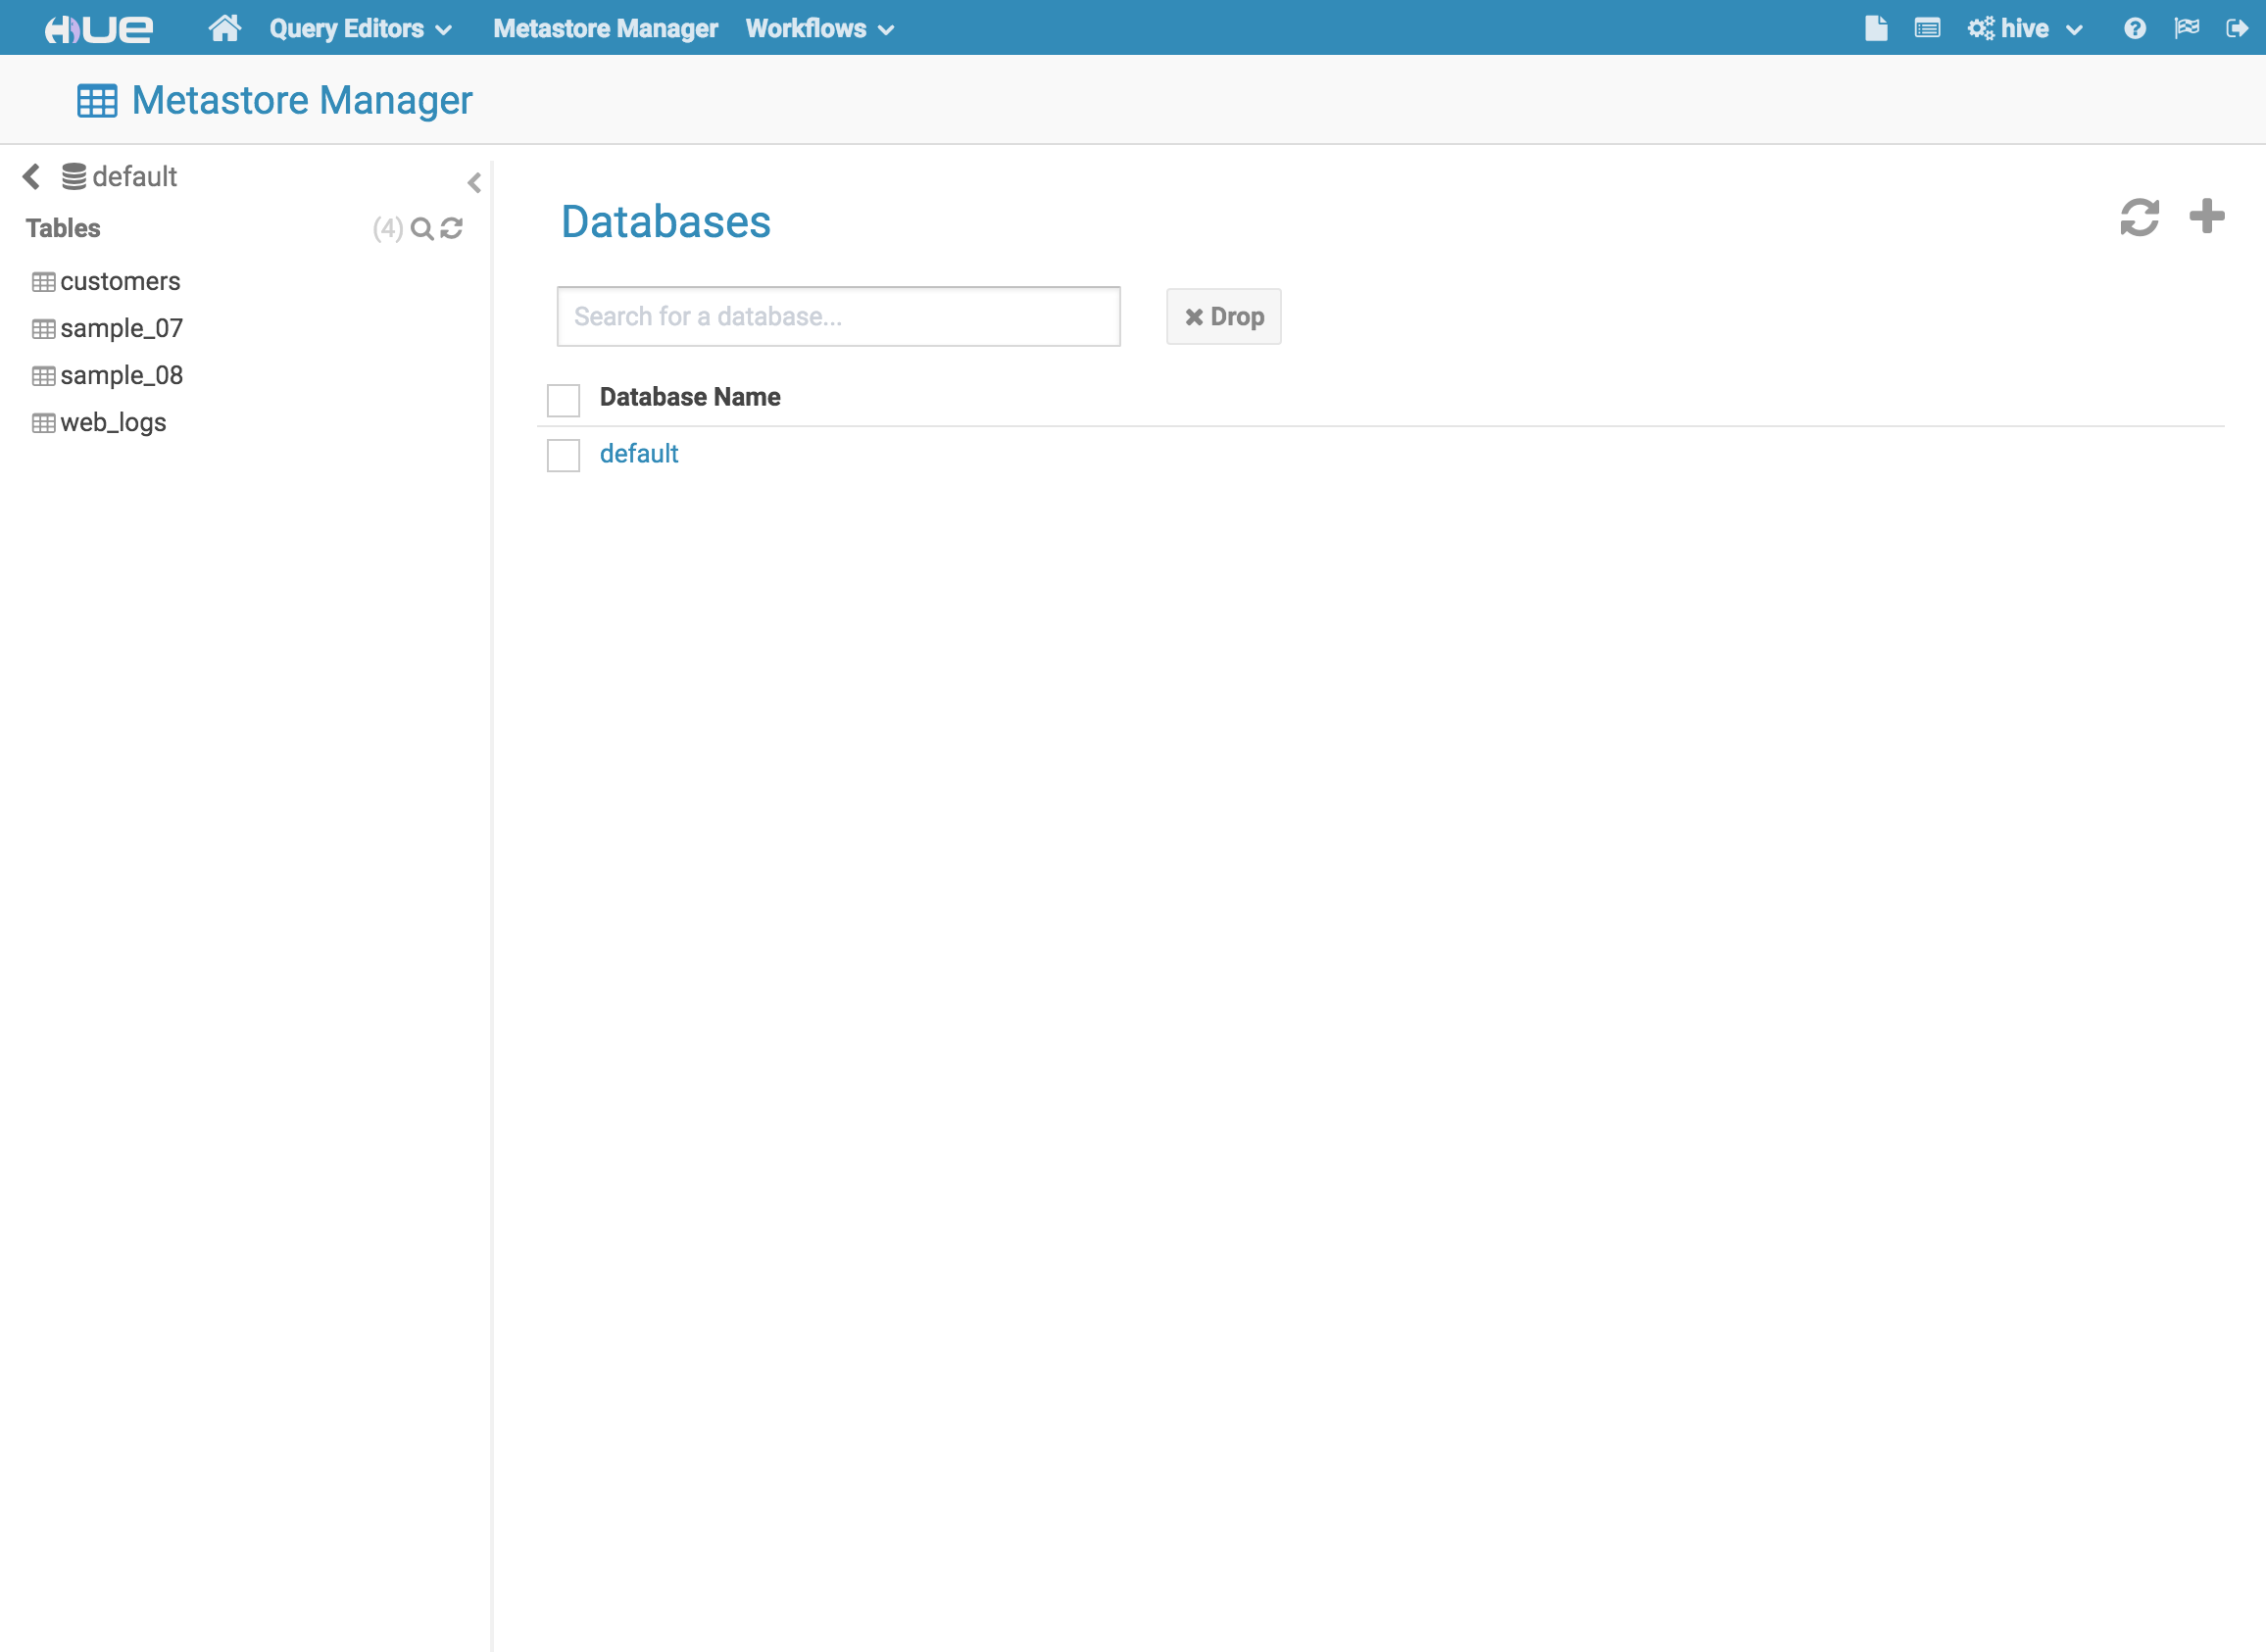 HUE Query Editors Metastore Manager Workflows hive
Metastore Manager
default
Tables (4)
customers
sample_07
sample_08
web_logs
Databases
Search for a database... Drop
Database Name
default